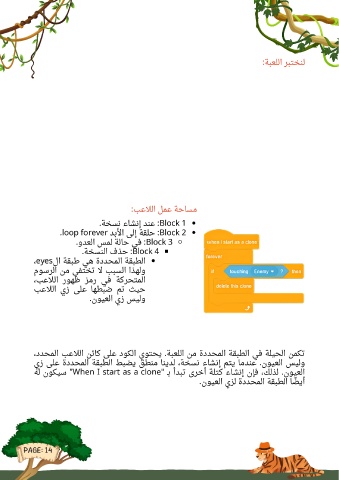 لنختبر اللعبة:
مساحة عمل اللاعب:
• Block 1: عند إنشاء نسخة.
• Block 2: حلقة إلى الأبد loop forever.
○ Block 3: في حالة لمس العدو.
■ Block 4: حذف النسخة.
• الطبقة المحددة هي طبقة الeyes،
ولهذا السبب لا تختفي من الرسوم
المتحركة في رمز ظهور اللاعب،
حيث تم ضبطها على زي اللاعب
وليس زي العيون.
when I start as a clone
forever
if touching Enemy ? then
delete this clone
تكمن الحيلة في الطبقة المحددة من اللعبة. يحتوي الكود على كائن اللاعب المحدد،
وليس العيون. عندما يتم إنشاء نسخة، لدينا منطق يضبط الطبقة المحددة على زي
العيون. لذلك، فإن إنشاء كتلة أخرى تبدأ بـ "When I start as a clone" سيكون له
أيضًا الطبقة المحددة لزي العيون.
PAGE: 14